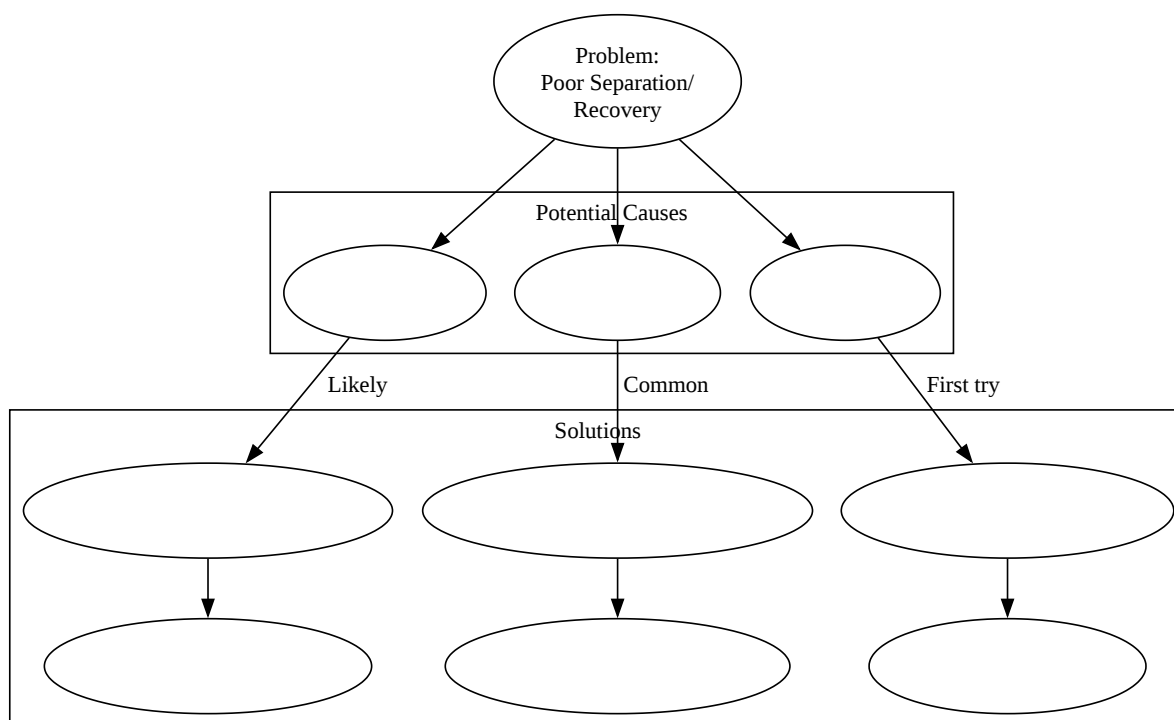 Problem:
Poor Separation/
Recovery
Potential Causes
Likely
Common
First try
Solutions